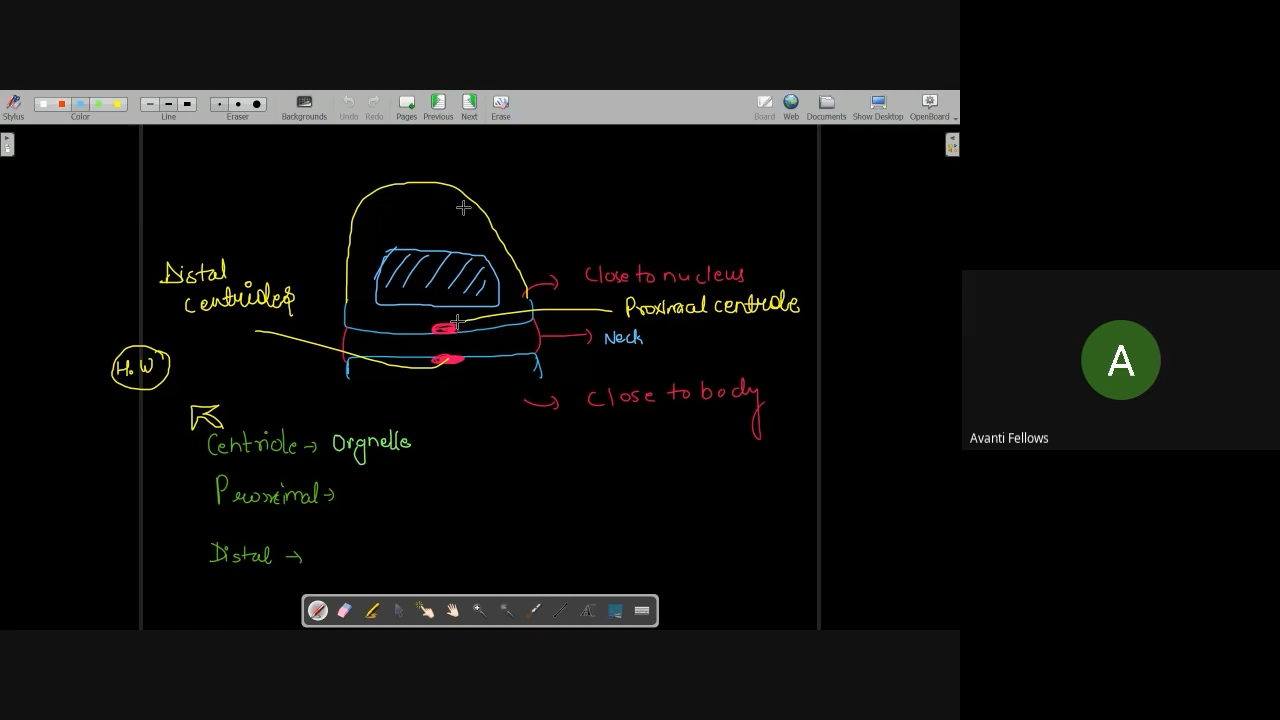 Stylus
Color
Line
Eraser
Backgrounds
Undo
Redo
Pages
Previous
Next
Erase
Board
Web
Documents
Show Desktop
OpenBoard
Distal
Centrioles
Close to nucleus
Proximal centriole
Neck
Close to body
H.W
Centriole → Orgnelle
Proximal →
Distal →
A
Avanti Fellows